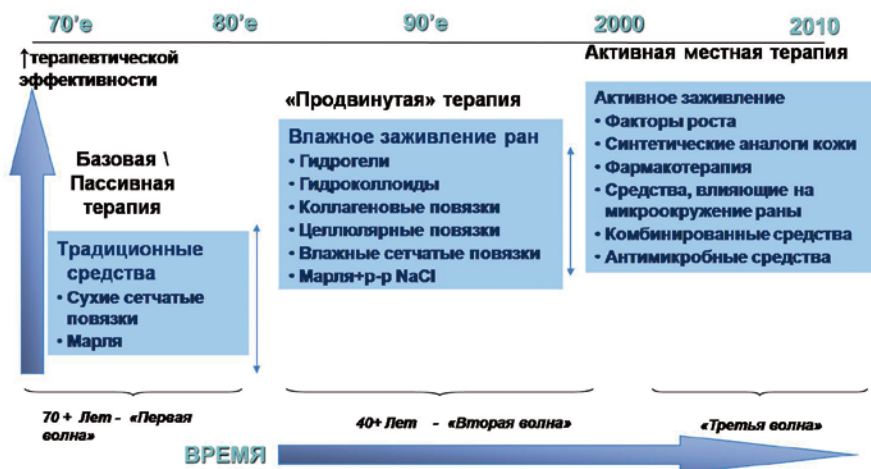 70’е 80’е 90’е 2000 2010
↑терапевтической
эффективности
Базовая \
Пассивная
терапия
Традиционные
средства
• Сухие сетчатые
повязки
• Марля
«Продвинутая» терапия
Влажное заживление ран
• Гидрогели
• Гидроколлоиды
• Коллагеновые повязки
• Целлюлярные повязки
• Влажные сетчатые повязки
• Марля+р-р NaCl
Активная местная терапия
Активное заживление
• Факторы роста
• Синтетические аналоги кожи
• Фармакотерапия
• Средства, влияющие на
микроокружение раны
• Комбинированные средства
• Антимикробные средства
70 + Лет - «Первая
волна»
40+ Лет - «Вторая волна»
«Третья волна»
ВРЕМЯ